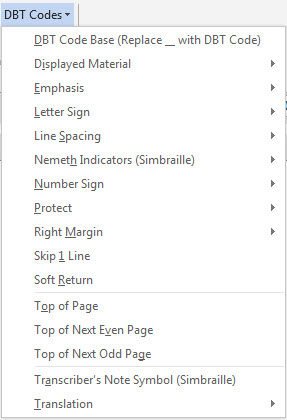 DBT Codes
DBT Code Base (Replace __ with DBT Code)
Displayed Material
Emphasis
Letter Sign
Line Spacing
Nemeth Indicators (Simbraille)
Number Sign
Protect
Right Margin
Skip 1 Line
Soft Return
Top of Page
Top of Next Even Page
Top of Next Odd Page
Transcriber's Note Symbol (Simbraille)
Translation